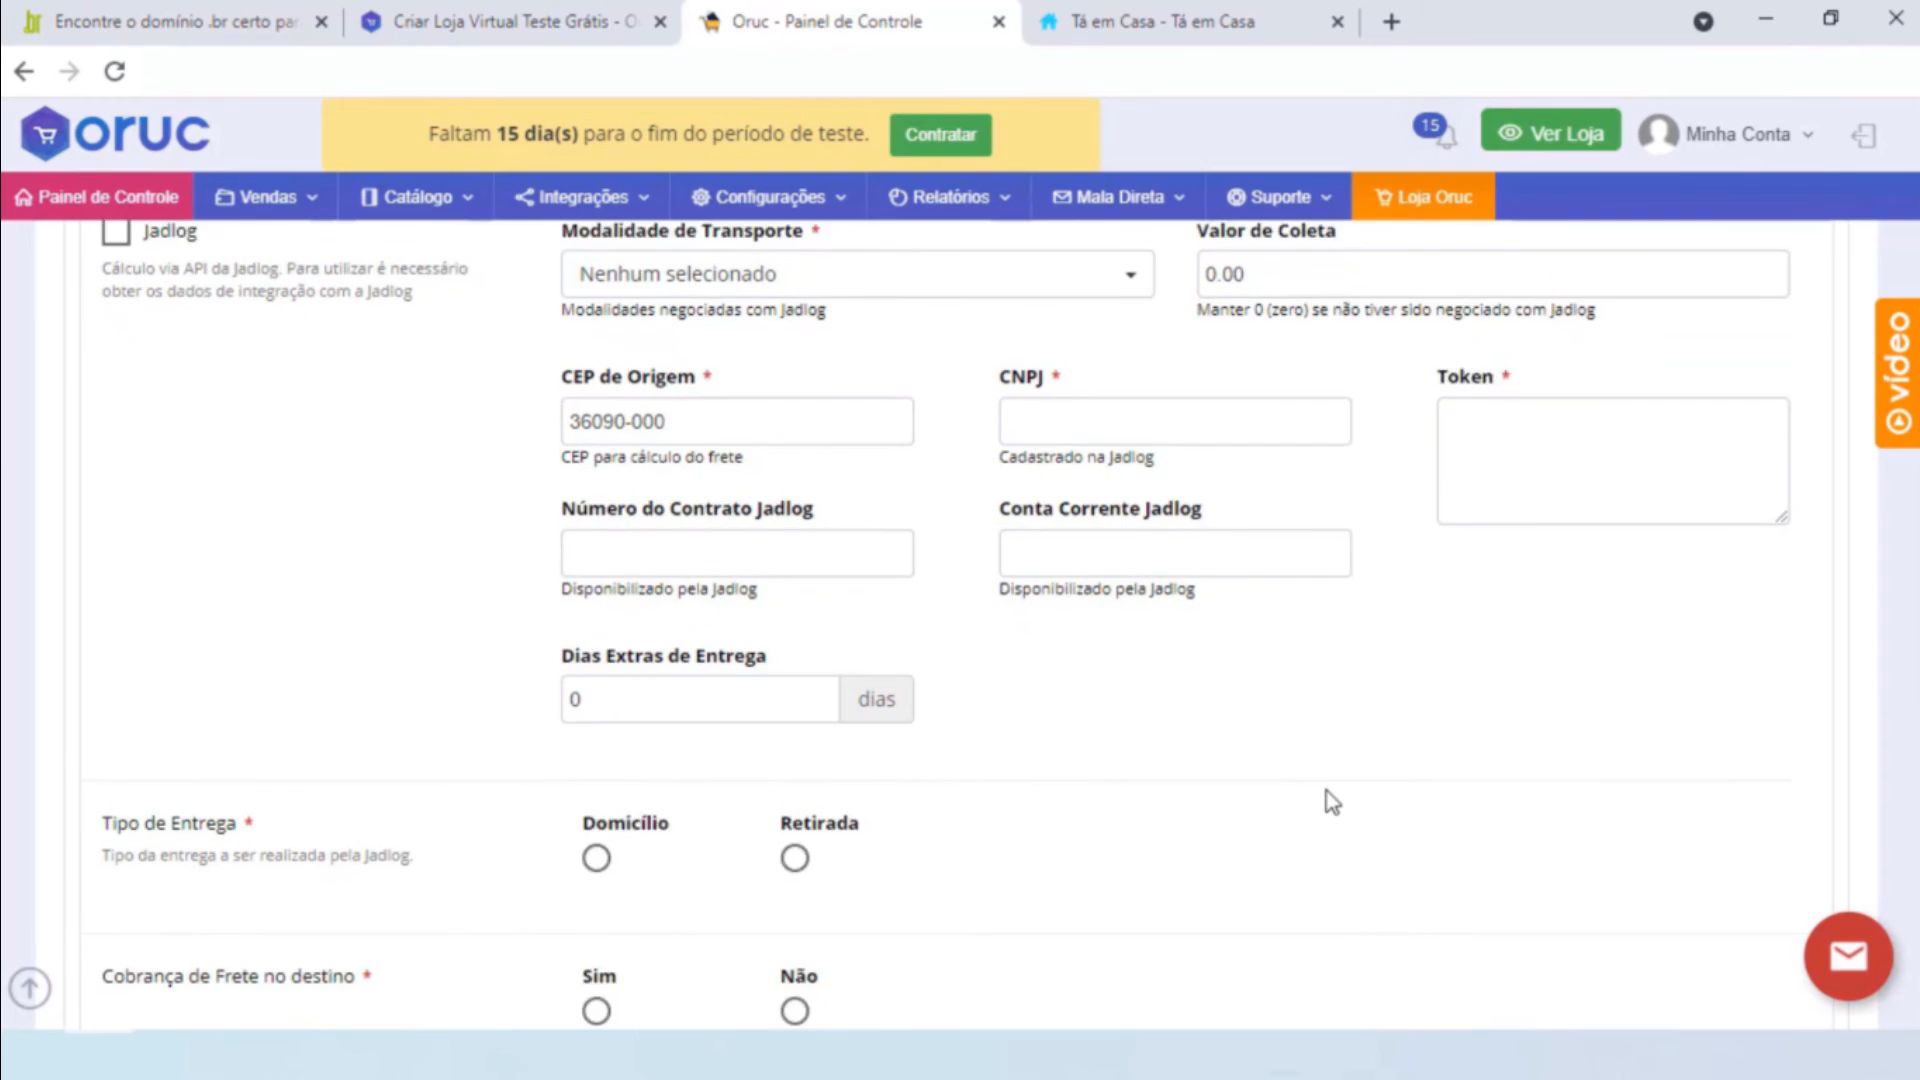 Encontre o domínio .br certo par
Criar Loja Virtual Teste Grátis - O
Oruc - Painel de Controle
Tá em Casa - Tá em Casa
oruc
Faltam 15 dia(s) para o fim do período de teste.
Contratar
15
Ver Loja
Minha Conta
Painel de Controle
Vendas
Catálogo
Integrações
Configurações
Relatórios
Mala Direta
Suporte
Loja Oruc
Jadlog
Cálculo via API da Jadlog. Para utilizar é necessário
obter os dados de integração com a Jadlog
Modalidade de Transporte *
Nenhum selecionado
Modalidades negociadas com Jadlog
Valor de Coleta
0.00
Manter 0 (zero) se não tiver sido negociado com Jadlog
vídeo
CEP de Origem *
36090-000
CEP para cálculo do frete
CNPJ *
Cadastrado na Jadlog
Token *
Número do Contrato Jadlog
Disponibilizado pela Jadlog
Conta Corrente Jadlog
Disponibilizado pela Jadlog
Dias Extras de Entrega
0
dias
Tipo de Entrega *
Tipo da entrega a ser realizada pela Jadlog.
Domicílio
Retirada
Cobrança de Frete no destino *
Sim
Não